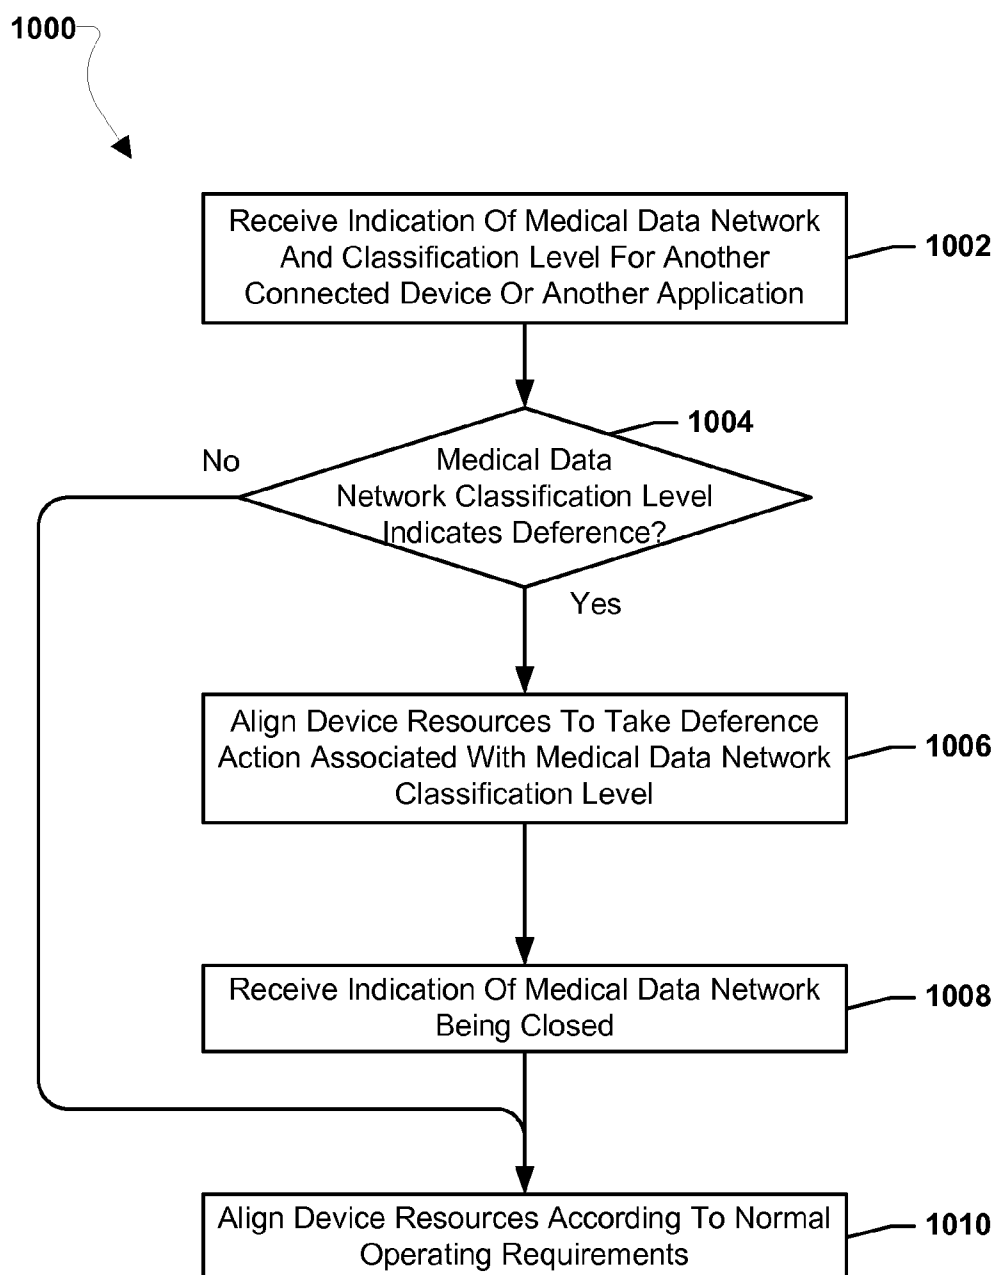 1000
Receive Indication Of Medical Data Network
And Classification Level For Another
Connected Device Or Another Application
1002
1004
No
Medical Data
Network Classification Level
Indicates Deference?
Yes
Align Device Resources To Take Deference
Action Associated With Medical Data Network
Classification Level
1006
Receive Indication Of Medical Data Network
Being Closed
1008
Align Device Resources According To Normal
Operating Requirements
1010